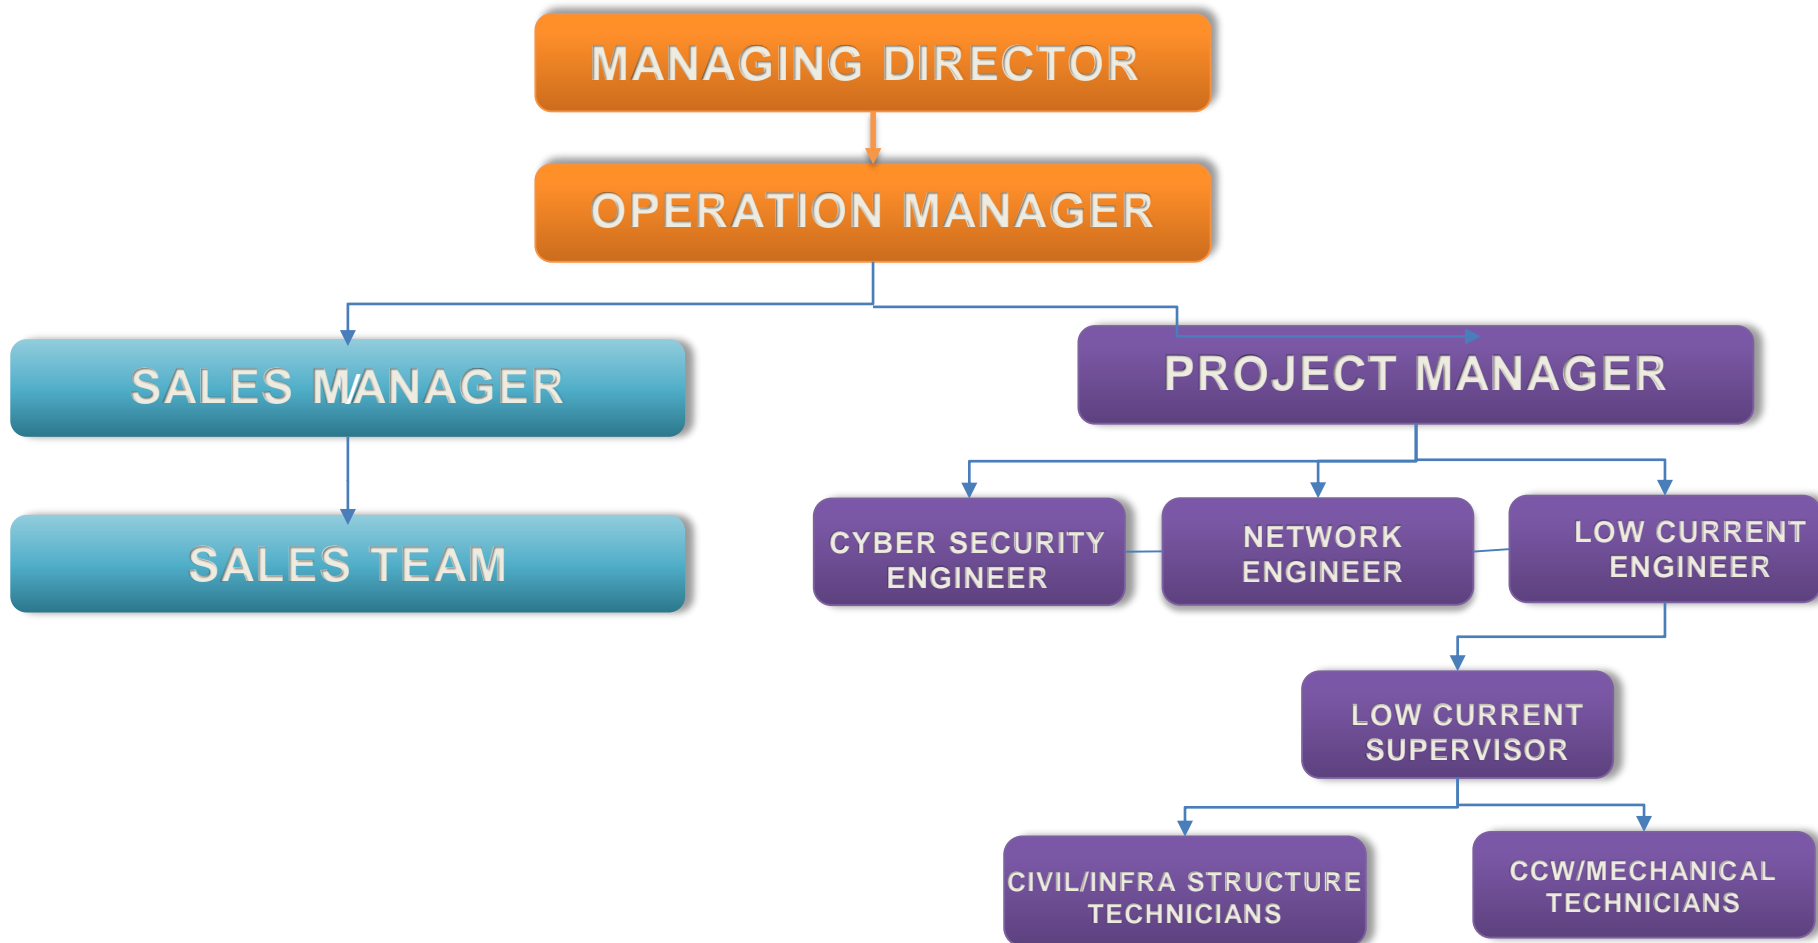 MANAGING DIRECTOR
OPERATION MANAGER
SALES MANAGER
/
PROJECT MANAGER
SALES TEAM
CYBER SECURITY
ENGINEER
NETWORK
ENGINEER
LOW CURRENT
ENGINEER
LOW CURRENT
SUPERVISOR
CIVIL/INFRA STRUCTURE
TECHNICIANS
CCW/MECHANICAL
TECHNICIANS